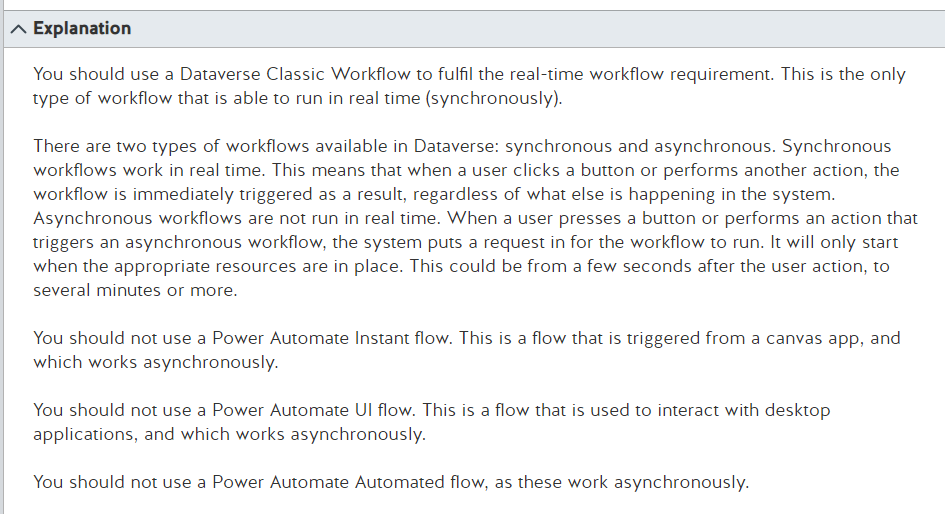 Explanation
You should use a Dataverse Classic Workflow to fulfil the real-time workflow requirement. This is the only
type of workflow that is able to run in real time (synchronously).
There are two types of workflows available in Dataverse: synchronous and asynchronous. Synchronous
workflows work in real time. This means that when a user clicks a button or performs another action, the
workflow is immediately triggered as a result, regardless of what else is happening in the system.
Asynchronous workflows are not run in real time. When a user presses a button or performs an action that
triggers an asynchronous workflow, the system puts a request in for the workflow to run. It will only start
when the appropriate resources are in place. This could be from a few seconds after the user action, to
several minutes or more.
You should not use a Power Automate Instant flow. This is a flow that is triggered from a canvas app, and
which works asynchronously.
You should not use a Power Automate UI flow. This is a flow that is used to interact with desktop
applications, and which works asynchronously.
You should not use a Power Automate Automated flow, as these work asynchronously.